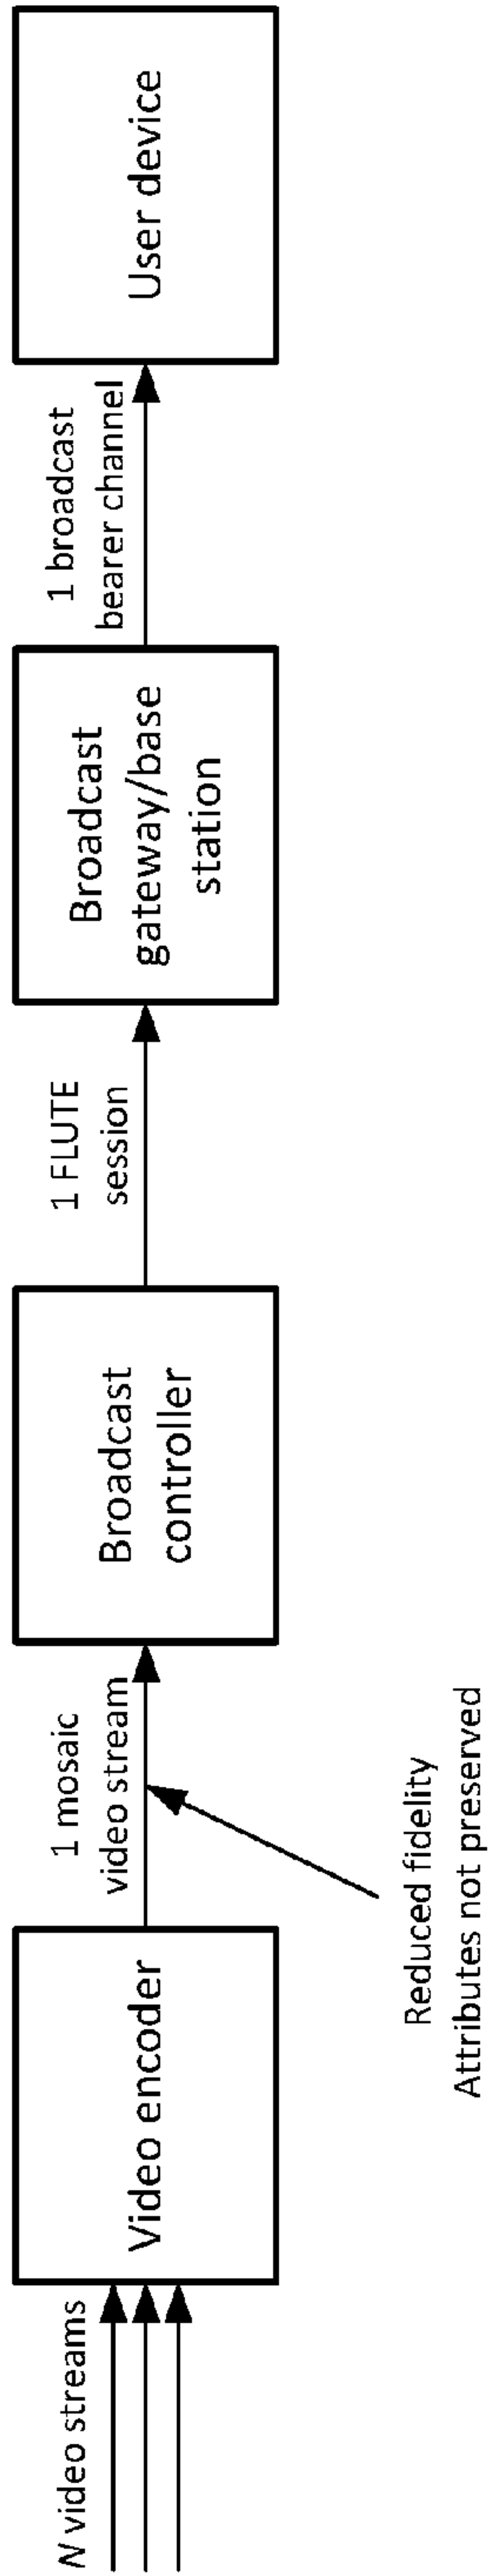 N video streams
Video encoder
1 mosaic
video stream
Reduced fidelity
Attributes not preserved
Broadcast
controller
1 FLUTE
session
Broadcast
gateway/base
station
1 broadcast
bearer channel
User device